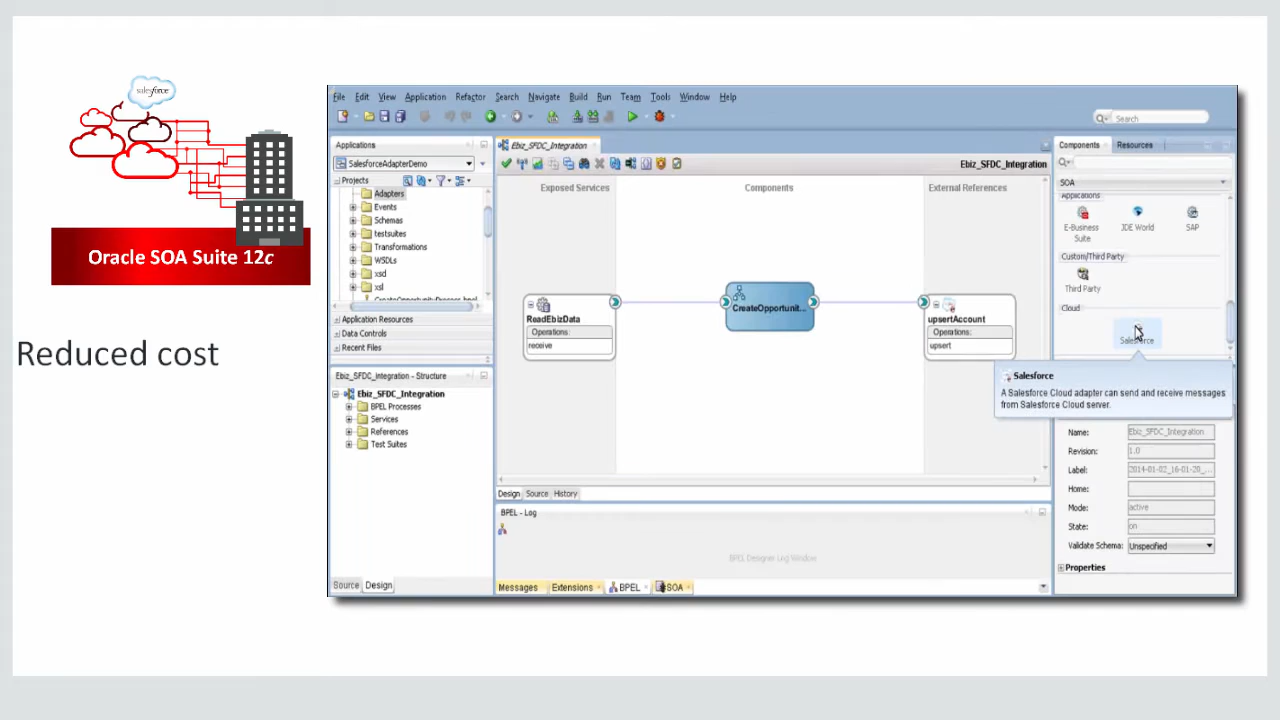 salesforce
Oracle SOA Suite 12c
Reduced cost
File Edit View Application Refactor Search Navigate Build Run Team Tools Window Help
Search
Applications
SalesforceAdapterDemo
Projects
Adapters
Events
Schemas
testsuites
Transformations
WSDLs
xsd
xsl
Application Resources
Data Controls
Recent Files
Ebiz_SFDC_Integration - Structure
Ebiz_SFDC_Integration
BPEL Processes
Services
References
Test Suites
Source Design
Ebiz_SFDC_Integration
Ebiz_SFDC_Integration
Exposed Services Components External References
ReadEbizData
Operations:
receive
CreateOpportunit...
upsertAccount
Operations:
upsert
Design Source History
BPEL - Log
BPEL Designer Log Window
Messages Extensions BPEL SOA
Components Resources
SOA
Applications
E-Business Suite
JDE World
SAP
Custom/Third Party
Third Party
Cloud
Salesforce
Salesforce
A Salesforce Cloud adapter can send and receive messages
from Salesforce Cloud server.
Name: Ebiz_SFDC_Integration
Revision: 1.0
Label: 2014-01-02_16-01-20_...
Home:
Mode: active
State: on
Validate Schema: Unspecified
Properties